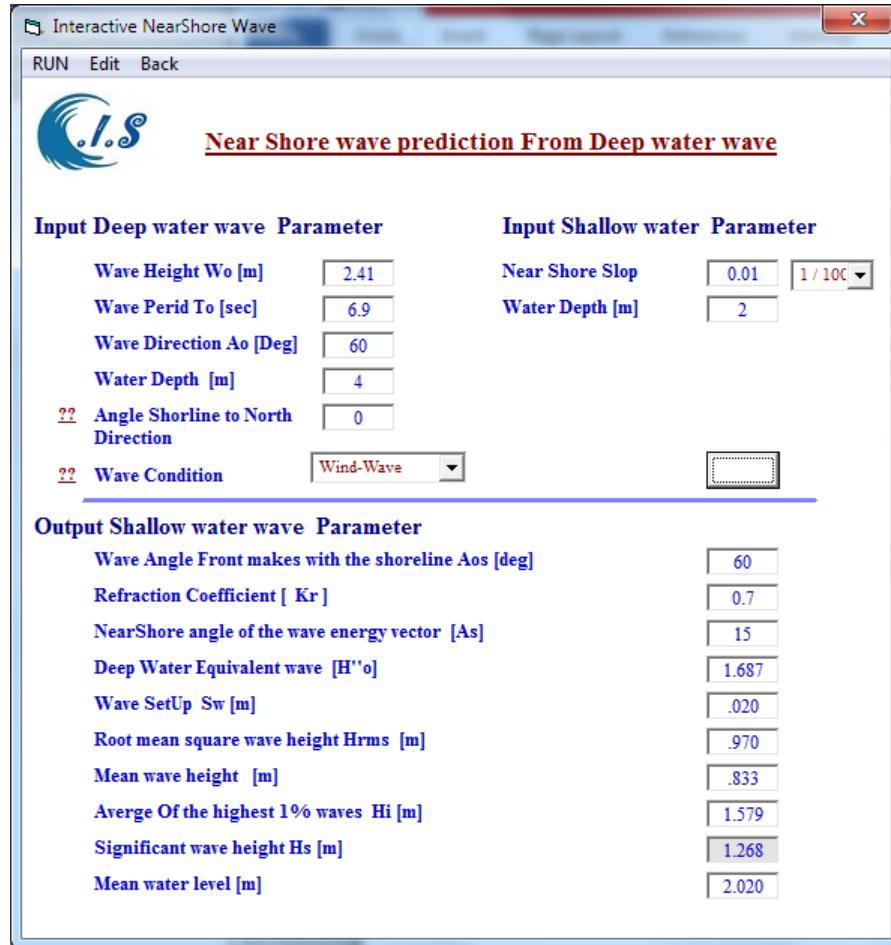 Interactive NearShore Wave
RUN Edit Back
.I.S
Near Shore wave prediction From Deep water wave
Input Deep water wave Parameter
Wave Height Wo [m] 2.41
Wave Perid To [sec] 6.9
Wave Direction Ao [Deg] 60
Water Depth [m] 4
?? Angle Shorline to North 0
Direction
?? Wave Condition Wind-Wave
Input Shallow water Parameter
Near Shore Slop 0.01 1 / 100
Water Depth [m] 2
Output Shallow water wave Parameter
Wave Angle Front makes with the shoreline Aos [deg] 60
Refraction Coefficient [ Kr ] 0.7
NearShore angle of the wave energy vector [As] 15
Deep Water Equivalent wave [H''o] 1.687
Wave SetUp Sw [m] .020
Root mean square wave height Hrms [m] .970
Mean wave height [m] .833
Averge Of the highest 1% waves Hi [m] 1.579
Significant wave height Hs [m] 1.268
Mean water level [m] 2.020